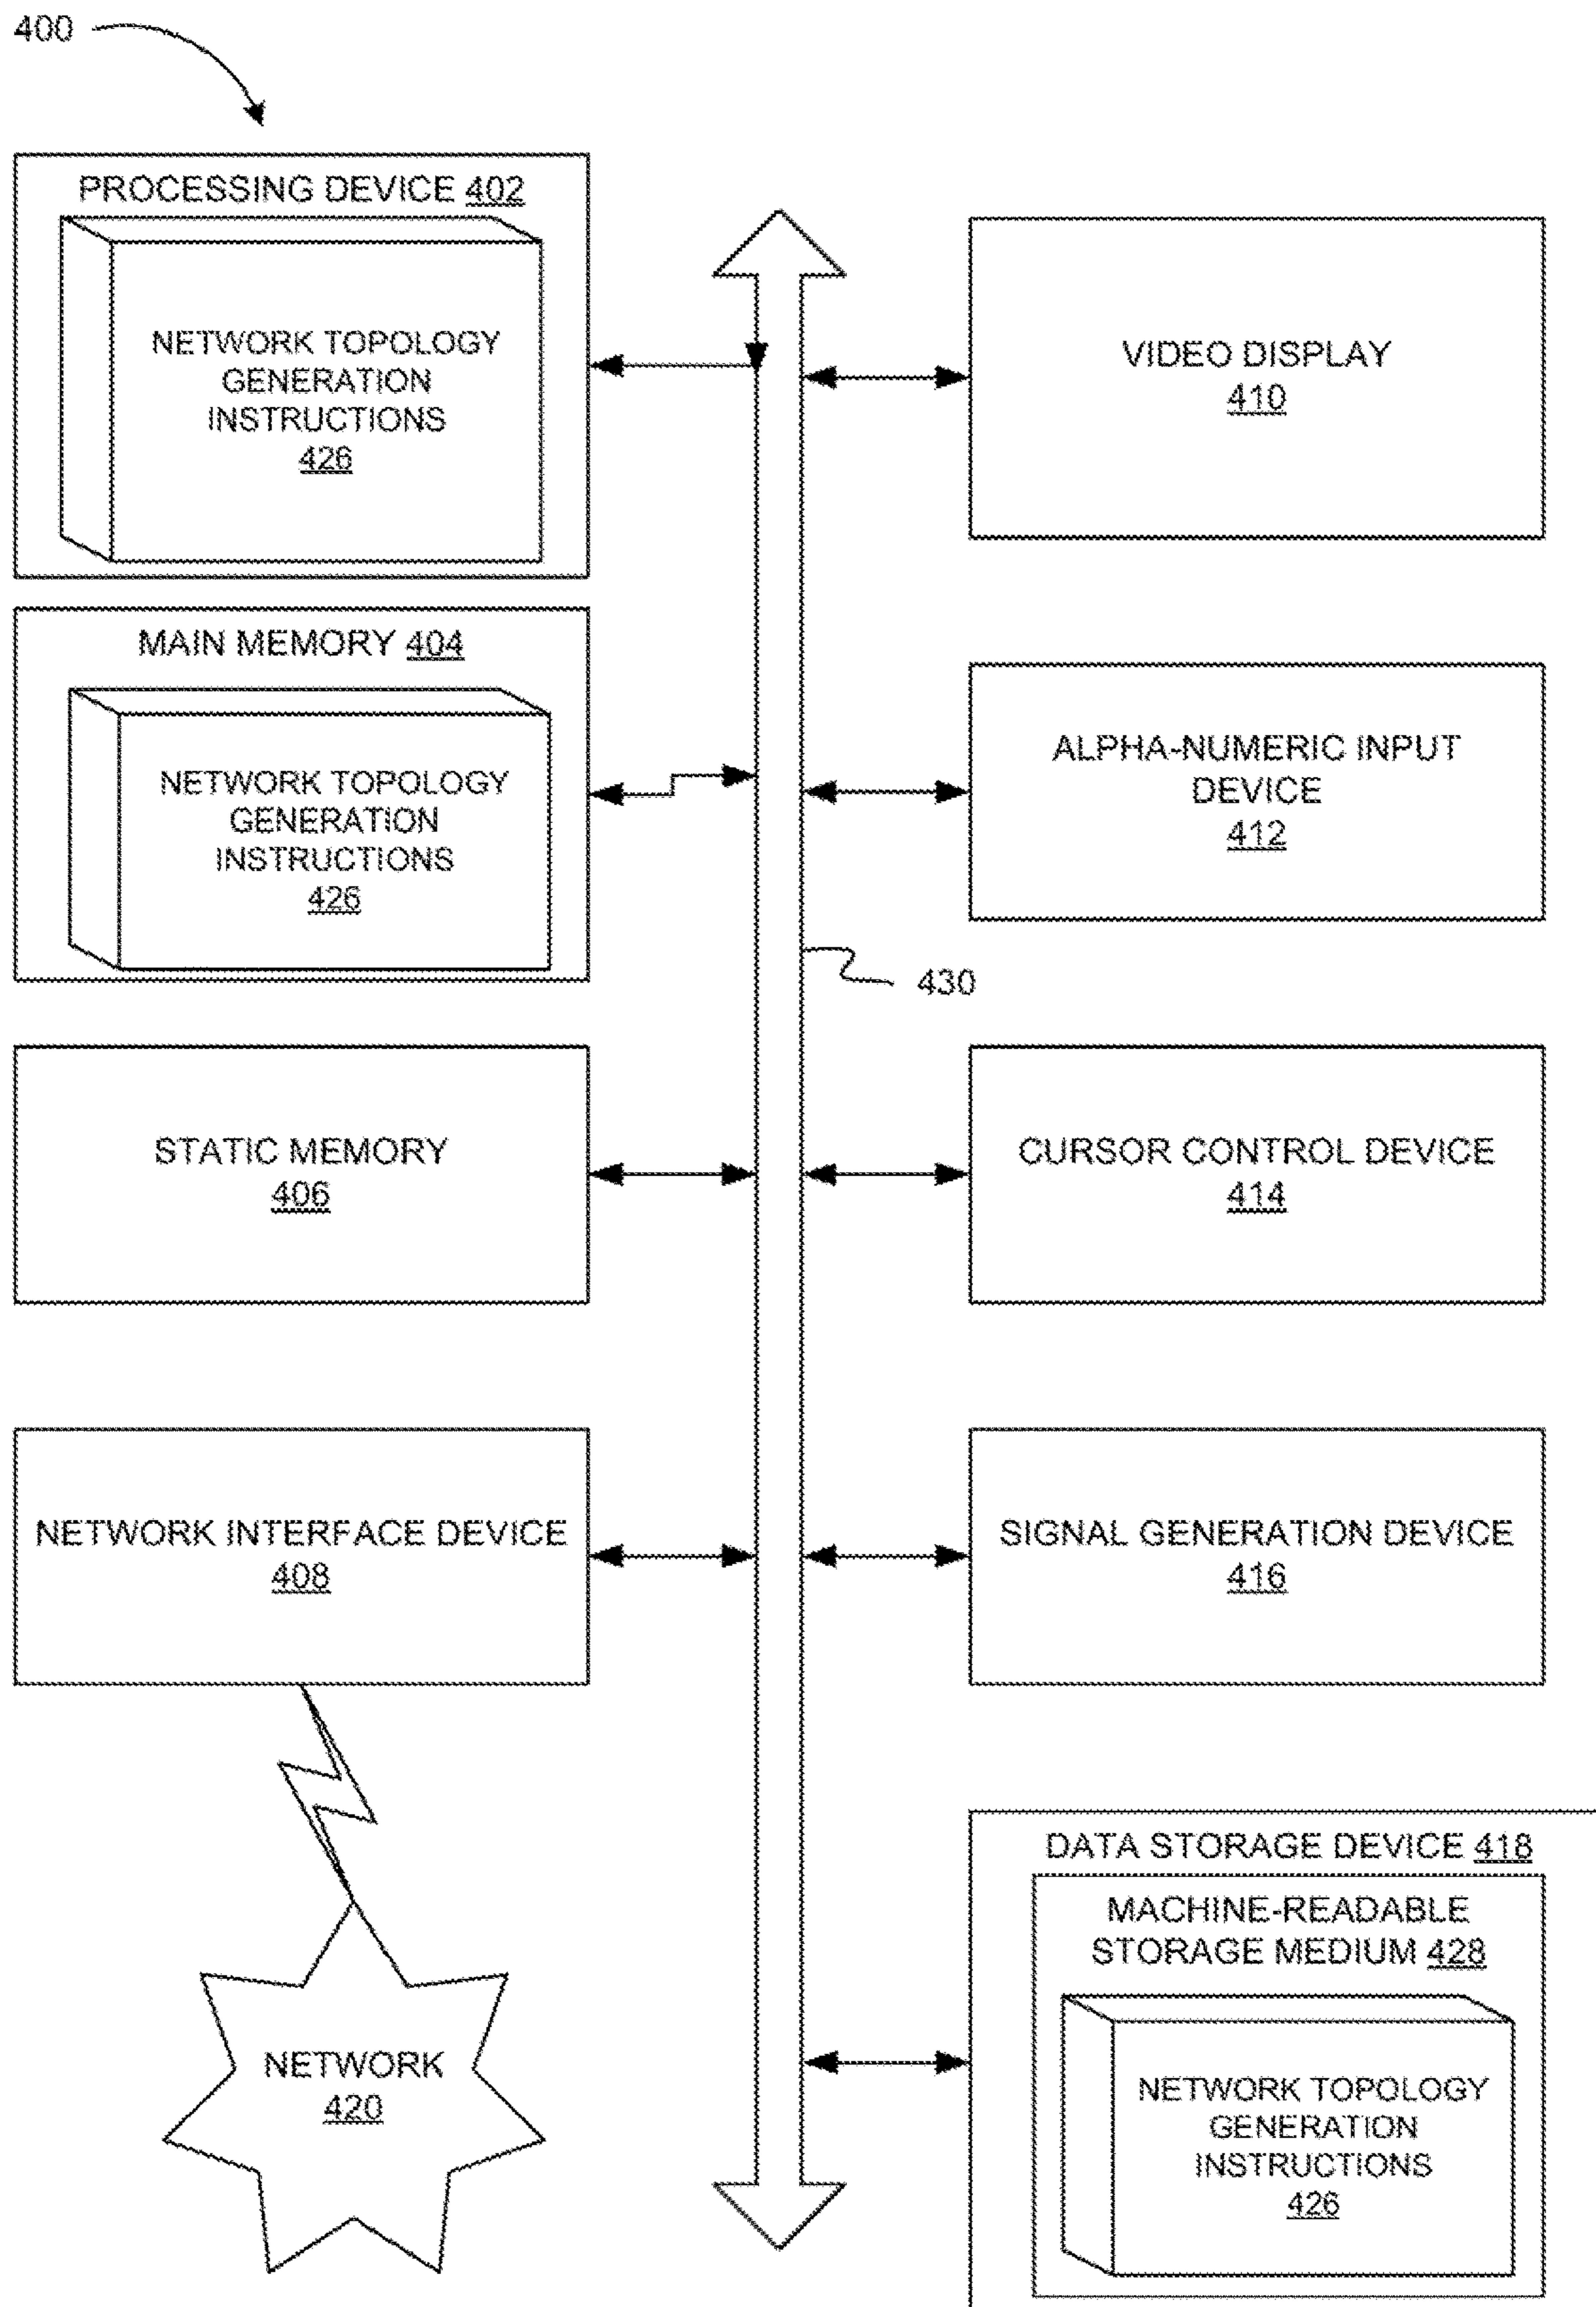 400
PROCESSING DEVICE 402
NETWORK TOPOLOGY
GENERATION
INSTRUCTIONS
426
MAIN MEMORY 404
NETWORK TOPOLOGY
GENERATION
INSTRUCTIONS
426
STATIC MEMORY
406
NETWORK INTERFACE DEVICE
408
NETWORK
420
VIDEO DISPLAY
410
ALPHA-NUMERIC INPUT
DEVICE
412
430
CURSOR CONTROL DEVICE
414
SIGNAL GENERATION DEVICE
416
DATA STORAGE DEVICE 418
MACHINE-READABLE
STORAGE MEDIUM 428
NETWORK TOPOLOGY
GENERATION
INSTRUCTIONS
426